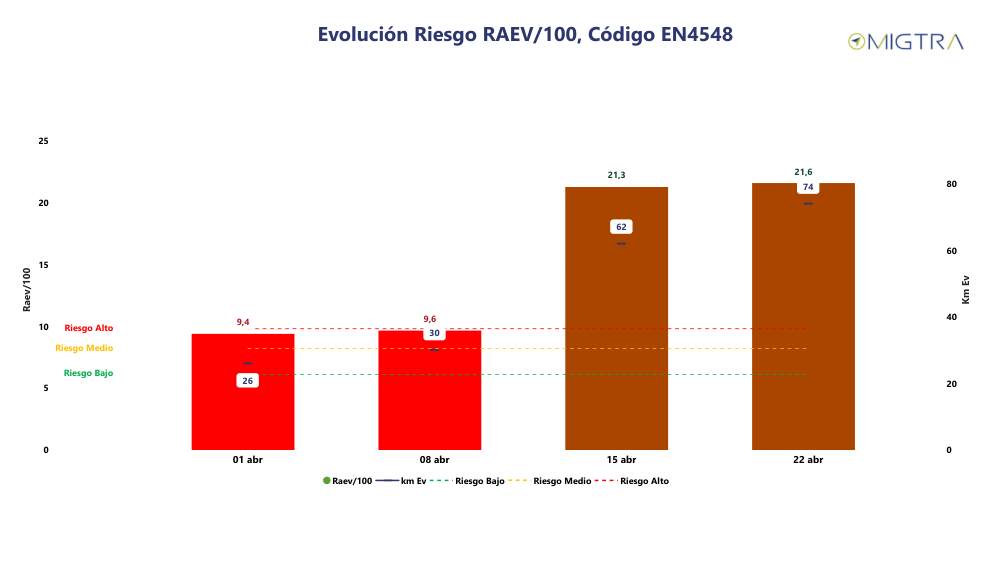 Evolución Riesgo RAEV/100, Código EN4548
MIGTRA
25
20
15
10
5
0
Raev/100
Riesgo Alto
Riesgo Medio
Riesgo Bajo
9,4
26
9,6
30
21,3
62
21,6
74
80
60
40
20
0
Km Ev
01 abr
08 abr
15 abr
22 abr
Raev/100 km Ev Riesgo Bajo Riesgo Medio Riesgo Alto